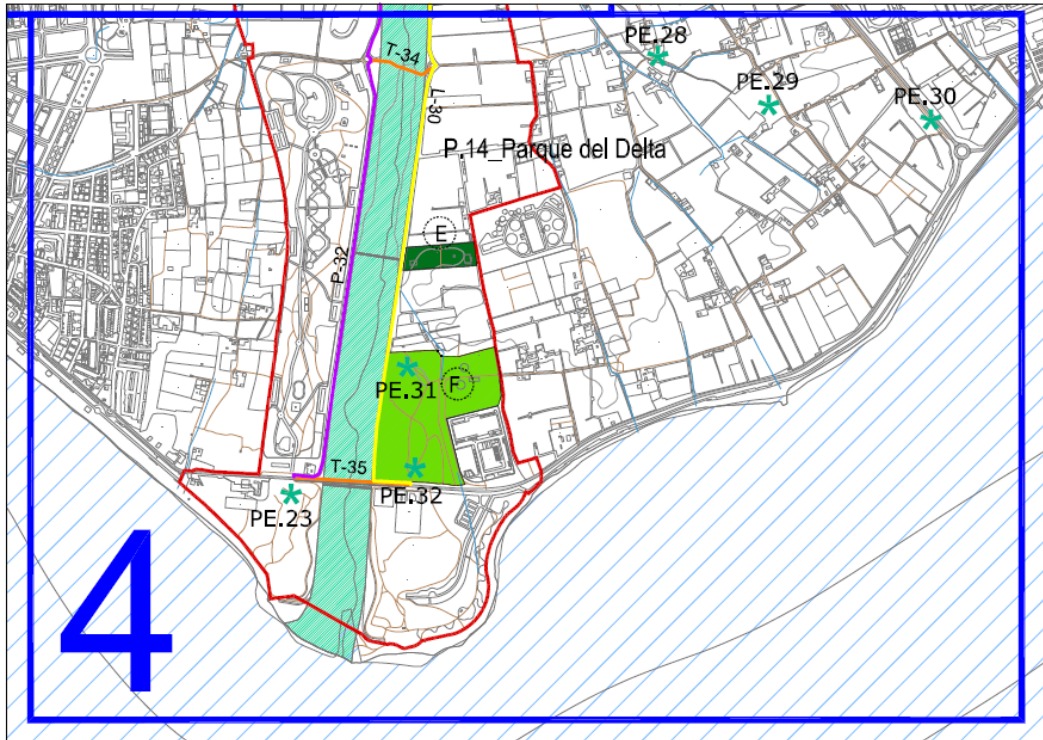 PE.28
T-34
PE.29
L-30
PE.30
P.14_Parque del Delta
E
P-32
PE.31
F
T-35
PE.32
PE.23
4